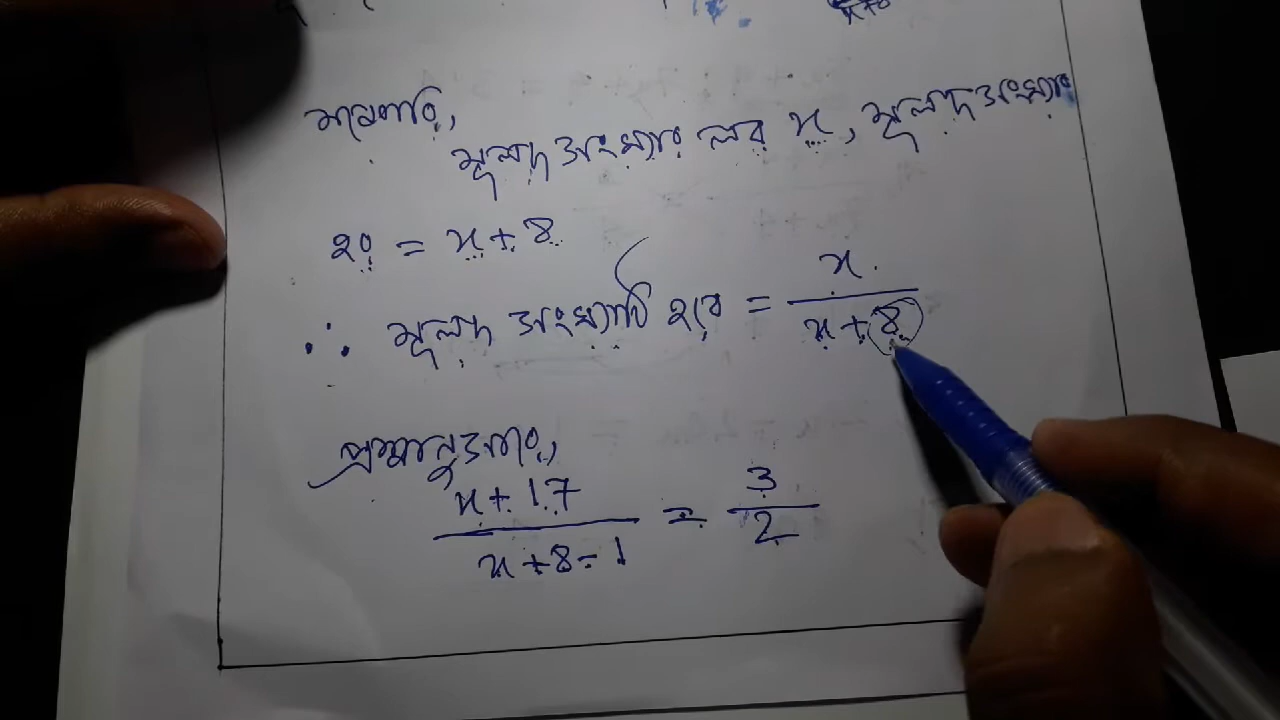 মনেকরি,
মূলদ সংখ্যার লব x, মূলদ সংখ্যার
হর = x + 8
∴ মূলদ সংখ্যাটি হবে = x / (x + 8)
প্রশ্নানুসারে,
(x + 17) / (x + 8 - 1) = 3 / 2